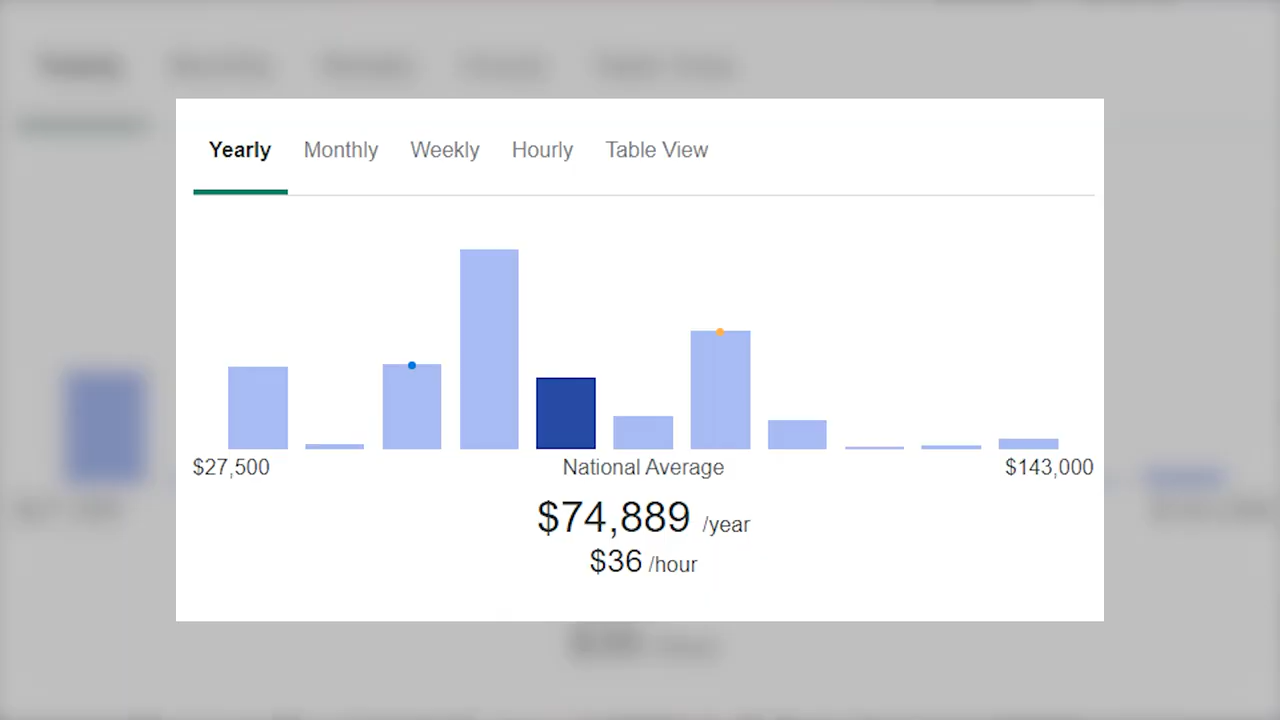 Yearly Monthly Weekly Hourly Table View
$27,500 National Average $143,000
$74,889 /year
$36 /hour